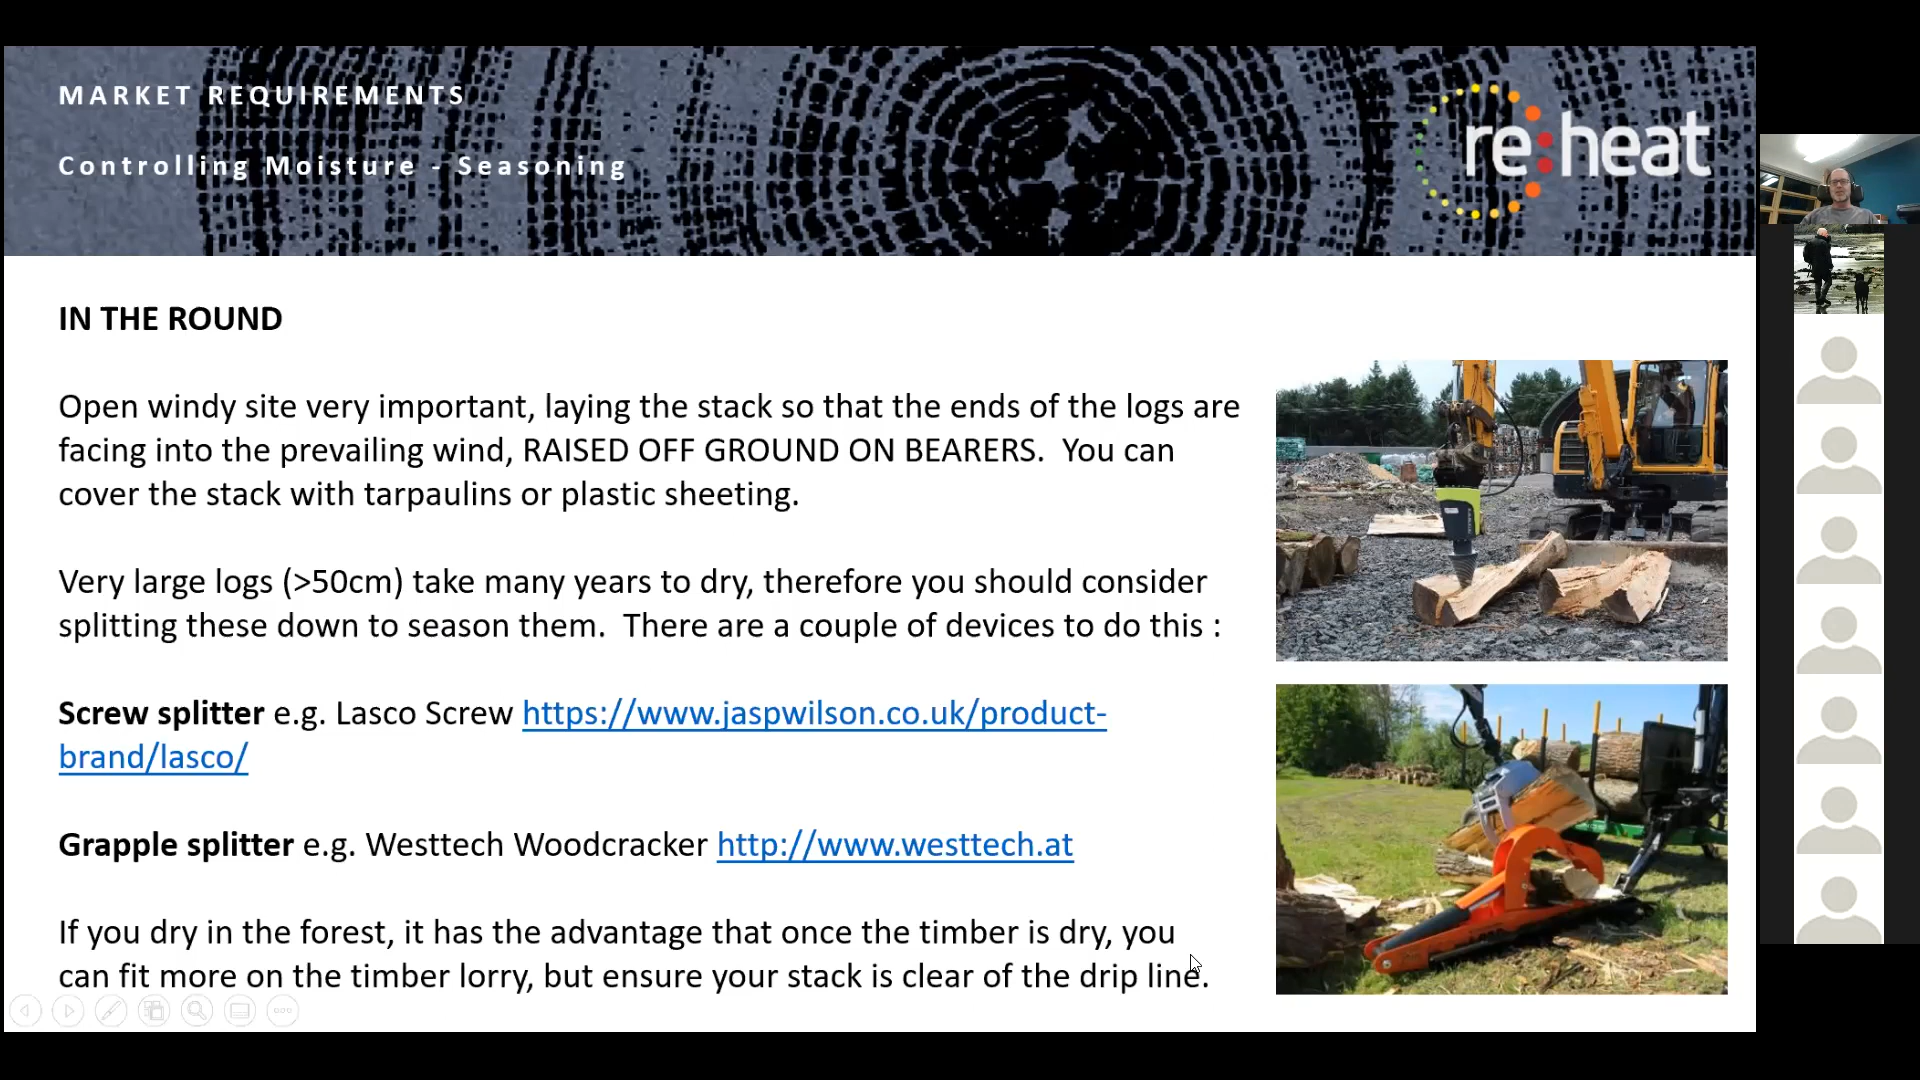 MARKET REQUIREMENTS
Controlling Moisture - Seasoning
re:heat
IN THE ROUND
Open windy site very important, laying the stack so that the ends of the logs are
facing into the prevailing wind, RAISED OFF GROUND ON BEARERS.  You can
cover the stack with tarpaulins or plastic sheeting.
Very large logs (>50cm) take many years to dry, therefore you should consider
splitting these down to season them.  There are a couple of devices to do this :
Screw splitter e.g. Lasco Screw https://www.jaspwilson.co.uk/product-
brand/lasco/
Grapple splitter e.g. Westtech Woodcracker http://www.westtech.at
If you dry in the forest, it has the advantage that once the timber is dry, you
can fit more on the timber lorry, but ensure your stack is clear of the drip line.